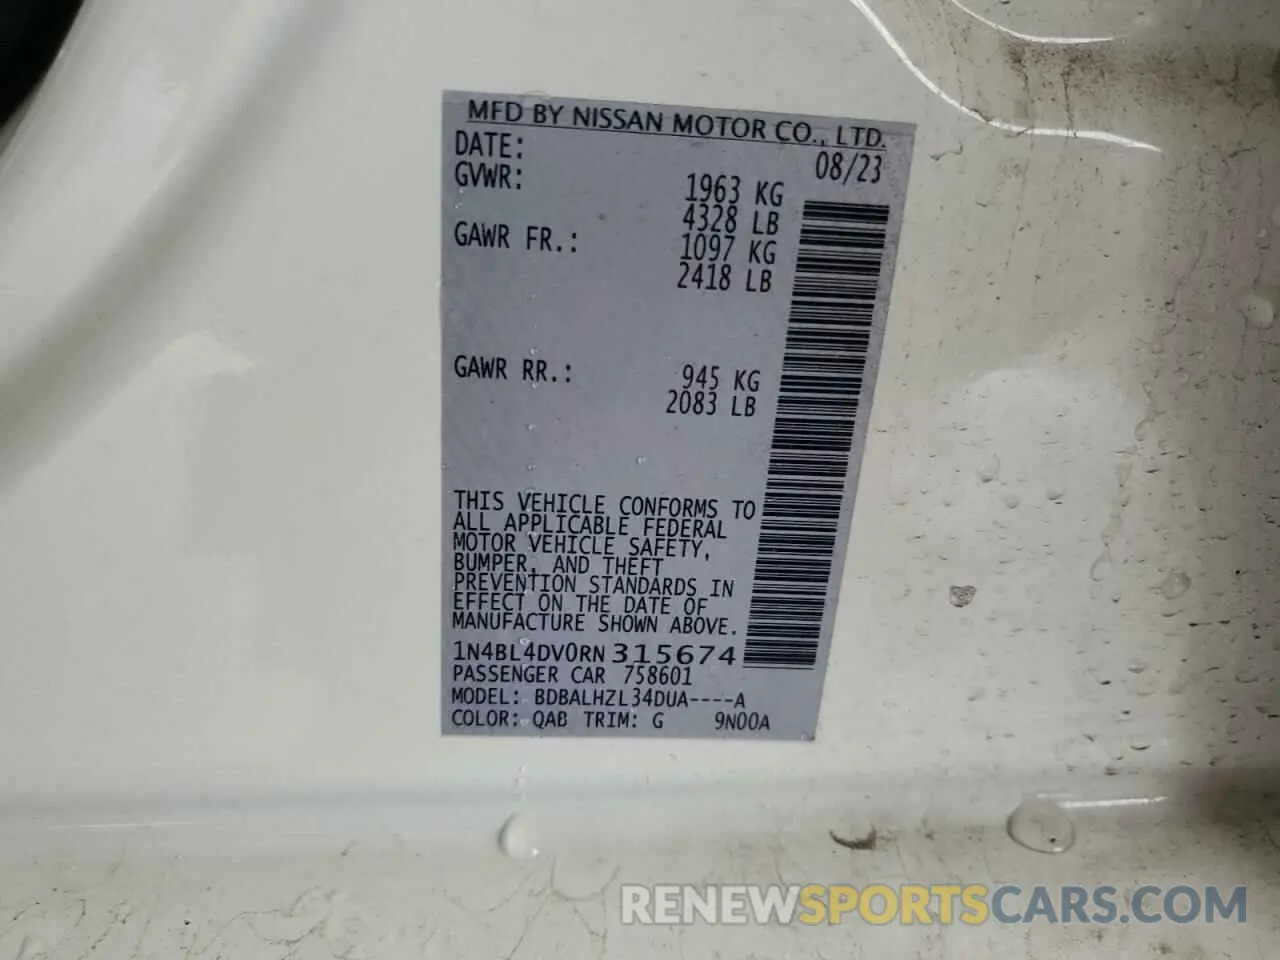 MFD BY NISSAN MOTOR CO., LTD.
DATE: 08/23
GVWR: 1963 KG
4328 LB
GAWR FR.: 1097 KG
2418 LB
GAWR RR.: 945 KG
2083 LB
THIS VEHICLE CONFORMS TO
ALL APPLICABLE FEDERAL
MOTOR VEHICLE SAFETY,
BUMPER, AND THEFT
PREVENTION STANDARDS IN
EFFECT ON THE DATE OF
MANUFACTURE SHOWN ABOVE.
1N4BL4DV0RN315674
PASSENGER CAR 758601
MODEL: BDBALHZL34DUA----A
COLOR: QAB TRIM: G 9N00A
RENEWSPORTSCARS.COM